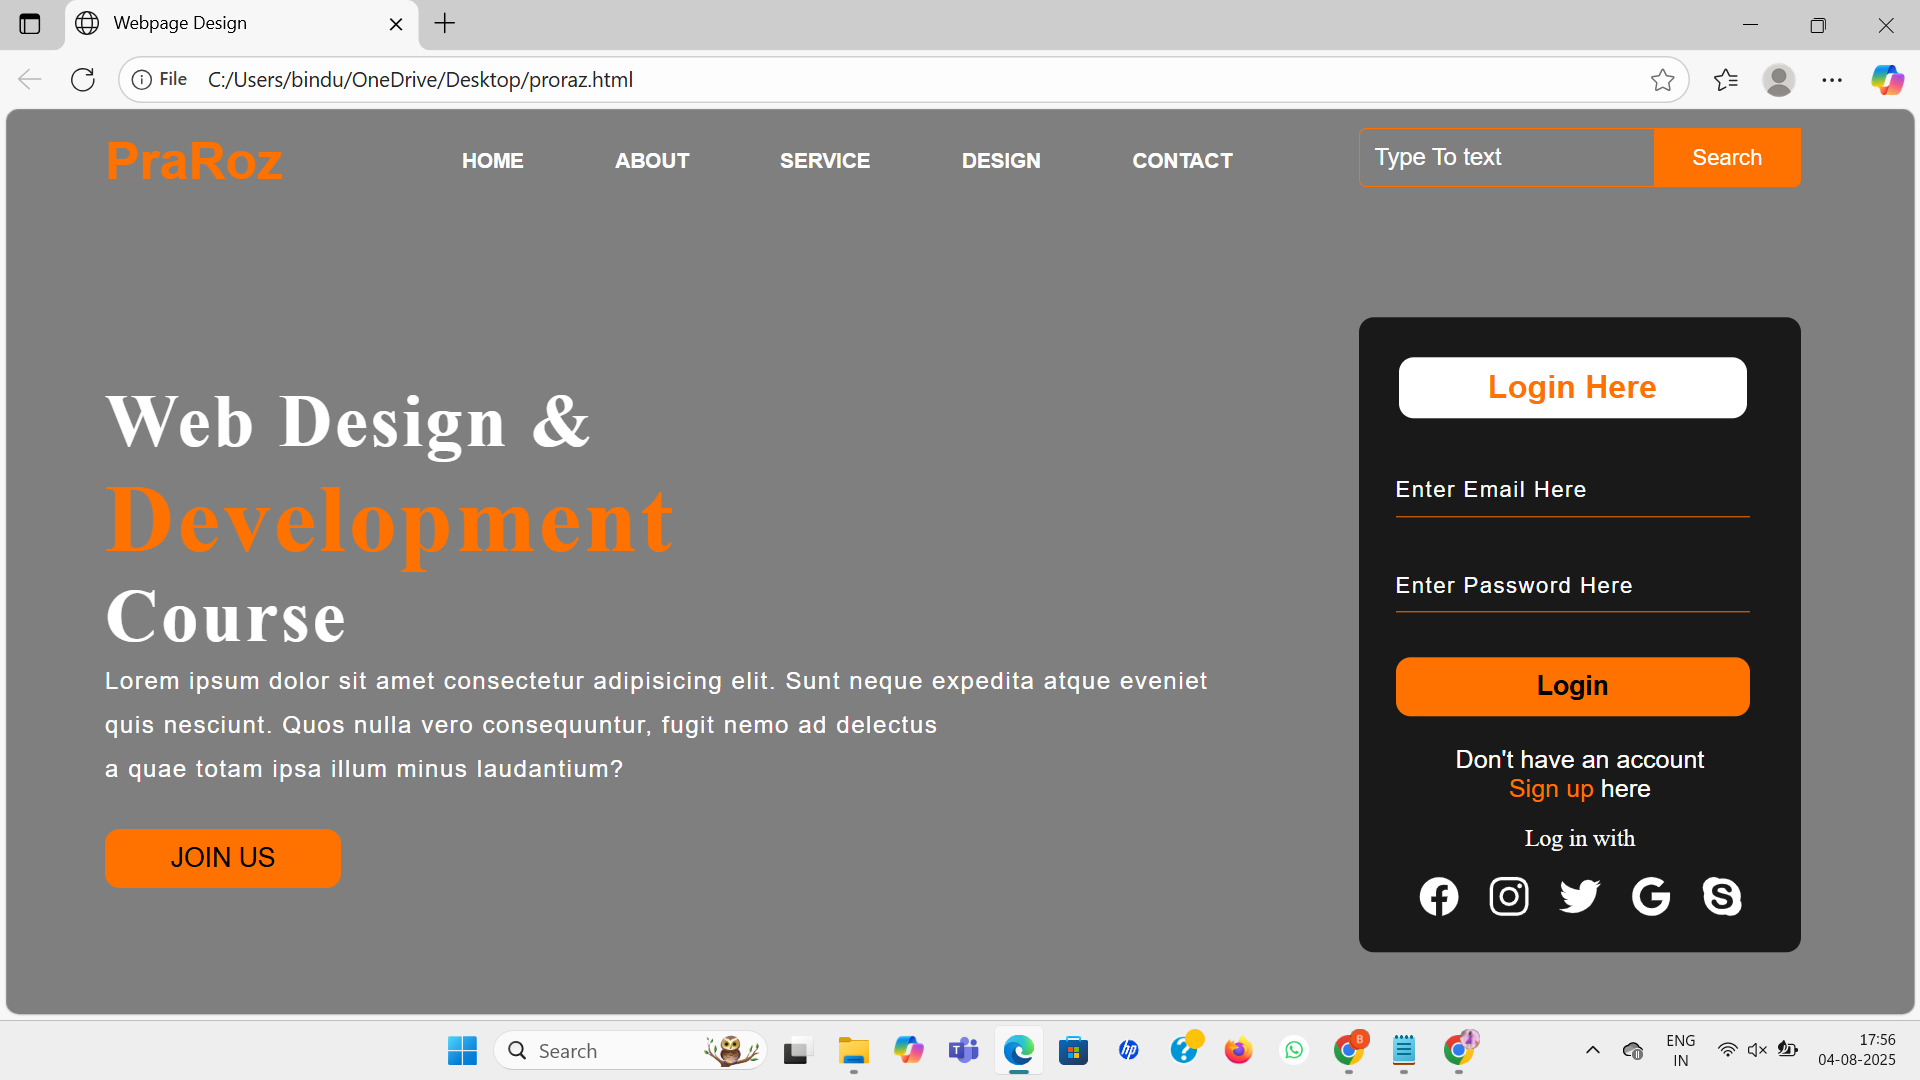 Webpage Design
File C:/Users/bindu/OneDrive/Desktop/proraz.html
PraRoz HOME ABOUT SERVICE DESIGN CONTACT Type To text Search
Web Design &
Development
Course
Lorem ipsum dolor sit amet consectetur adipisicing elit. Sunt neque expedita atque eveniet
quis nesciunt. Quos nulla vero consequuntur, fugit nemo ad delectus
a quae totam ipsa illum minus laudantium?
JOIN US
Login Here
Enter Email Here
Enter Password Here
Login
Don't have an account
Sign up here
Log in with
Search
hp
B
ENG
IN
17:56
04-08-2025